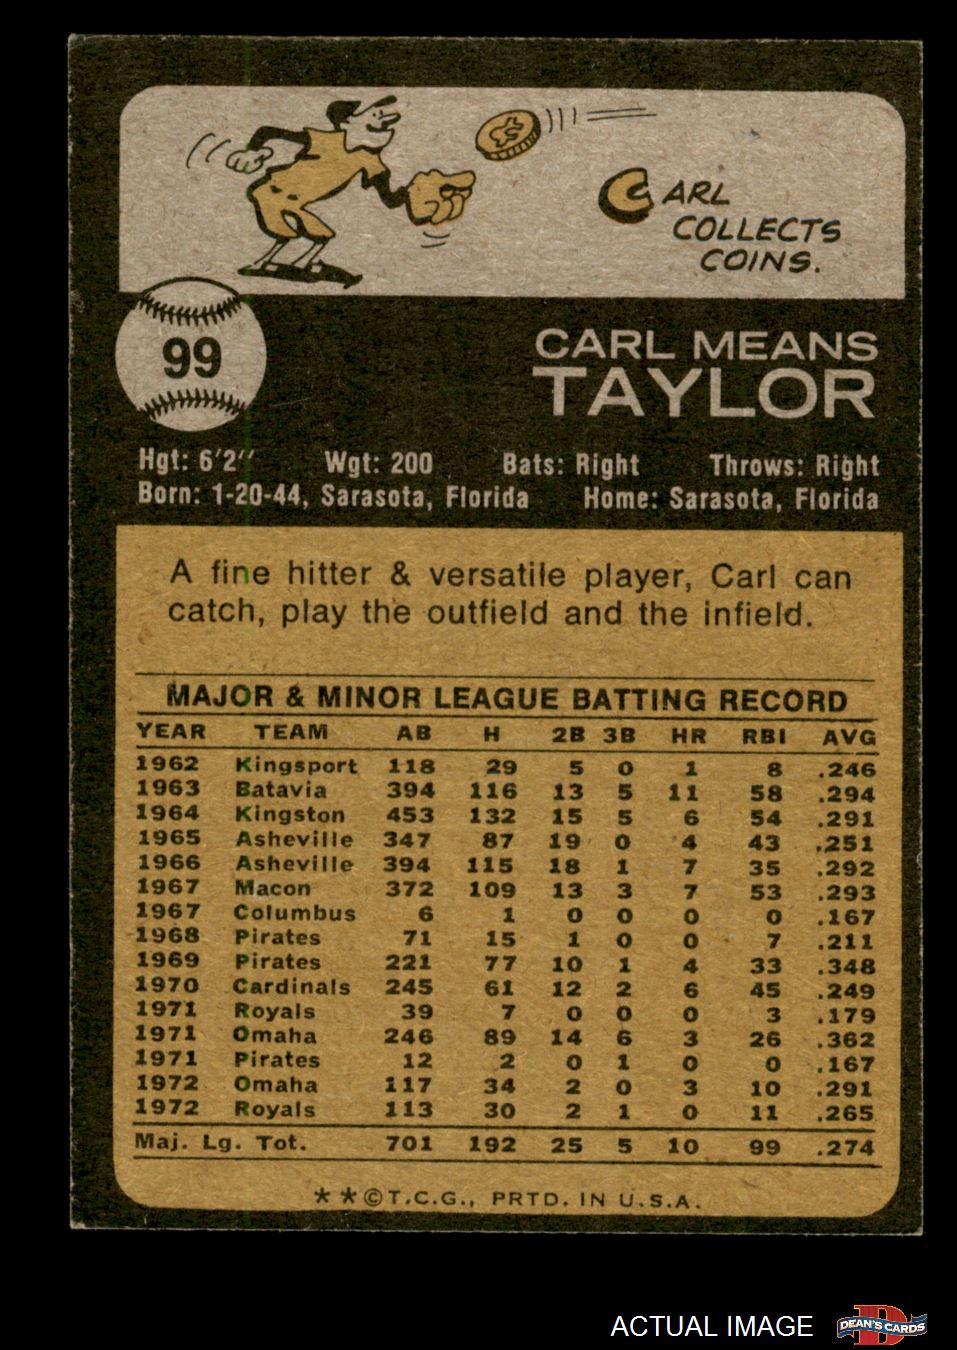 CARL
COLLECTS
COINS.
99
CARL MEANS
TAYLOR
Hgt: 6'2'' Wgt: 200 Bats: Right Throws: Right
Born: 1-20-44, Sarasota, Florida Home: Sarasota, Florida
A fine hitter & versatile player, Carl can
catch, play the outfield and the infield.
MAJOR & MINOR LEAGUE BATTING RECORD
YEAR TEAM AB H 2B 3B HR RBI AVG
1962 Kingsport 118 29 5 0 1 8 .246
1963 Batavia 394 116 13 5 11 58 .294
1964 Kingston 453 132 15 5 6 54 .291
1965 Asheville 347 87 19 0 4 43 .251
1966 Asheville 394 115 18 1 7 35 .292
1967 Macon 372 109 13 3 7 53 .293
1967 Columbus 6 1 0 0 0 0 .167
1968 Pirates 71 15 1 0 0 7 .211
1969 Pirates 221 77 10 1 4 33 .348
1970 Cardinals 245 61 12 2 6 45 .249
1971 Royals 39 7 0 0 0 3 .179
1971 Omaha 246 89 14 6 3 26 .362
1971 Pirates 12 2 0 1 0 0 .167
1972 Omaha 117 34 2 0 3 10 .291
1972 Royals 113 30 2 1 0 11 .265
Maj. Lg. Tot. 701 192 25 5 10 99 .274
**©T.C.G., PRTD. IN U.S.A.
ACTUAL IMAGE
D
DEAN'S CARDS